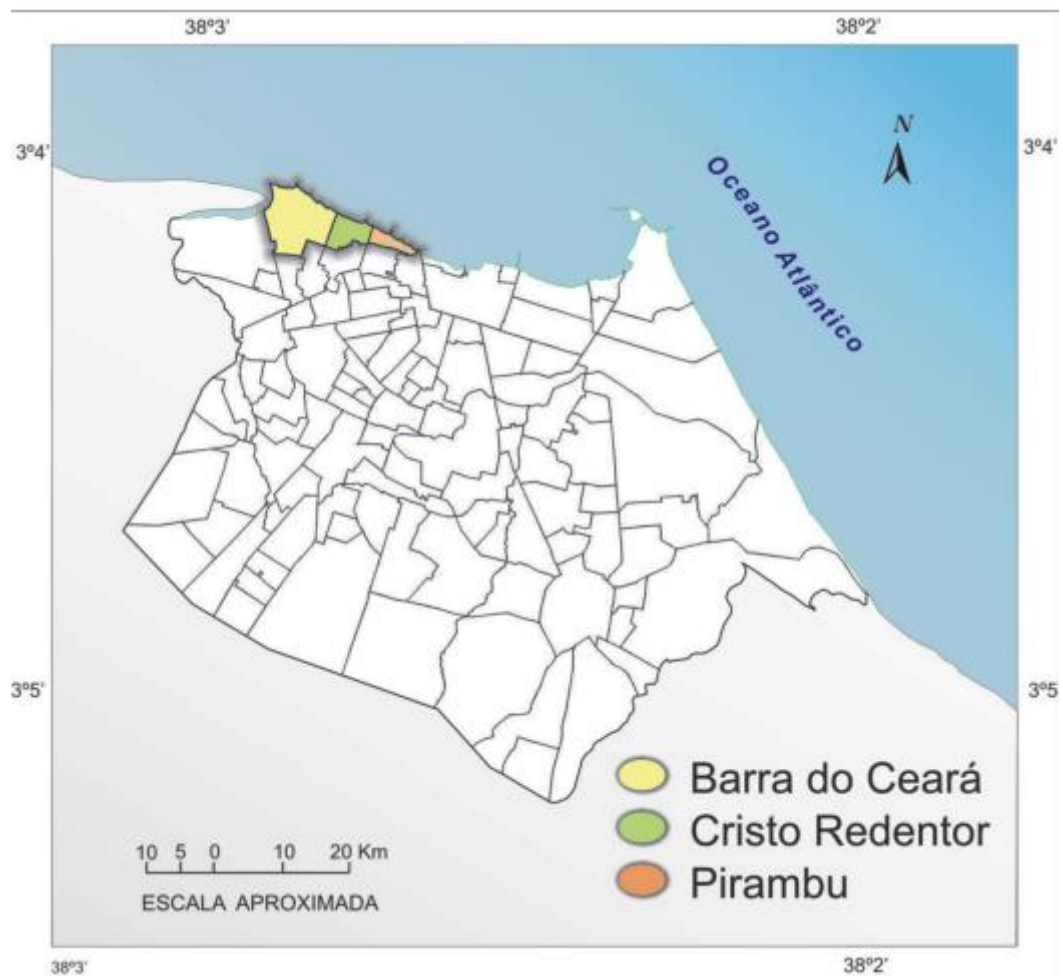 38º3'
38º2'
3º4'
3º4'
N
Oceano Atlântico
3º5'
3º5'
Barra do Ceará
Cristo Redentor
Pirambu
10 5 0 10 20 Km
ESCALA APROXIMADA
38º3'
38º2'